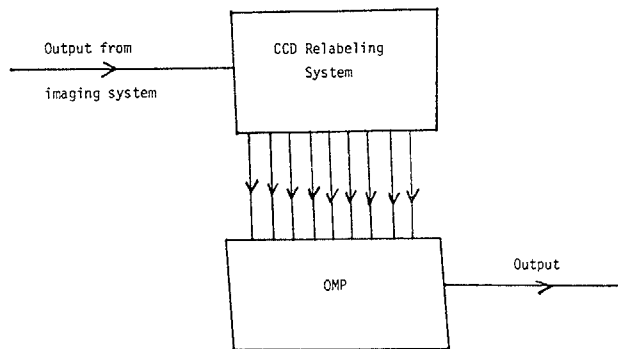 Output from
imaging system
CCD Relabeling
System
OMP
Output